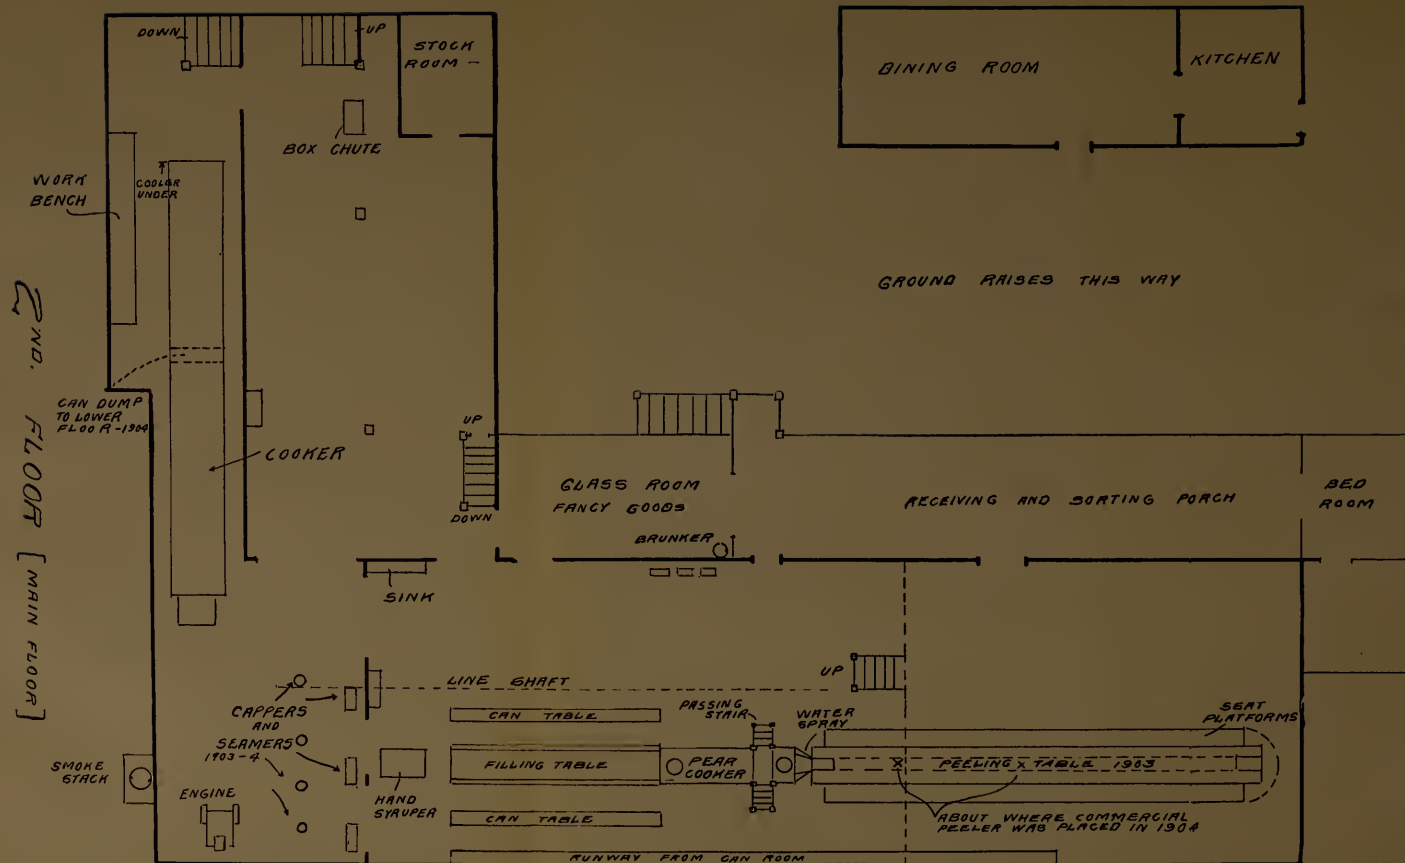 DOWN
UP
STOCK
ROOM -
BOX CHUTE
WORK
BENCH
COOLER
UNDER
CAN DUMP
TO LOWER
FLOOR - 1904
COOKER
2ND. FLOOR [MAIN FLOOR]
DINING ROOM
KITCHEN
GROUND RAISES THIS WAY
UP
DOWN
GLASS ROOM
FANCY GOODS
BRUNKER
RECEIVING AND SORTING PORCH
BED
ROOM
SINK
LINE SHAFT
UP
CAPPERS
AND
SEAMERS
1903-4
CAN TABLE
PASSING
STAIR
WATER
SPRAY
SEAT
PLATFORMS
SMOKE
STACK
ENGINE
HAND
SYRUPER
FILLING TABLE
PEAR
COOKER
X PEELING X TABLE 1903
CAN TABLE
ABOUT WHERE COMMERCIAL
PEELER WAS PLACED IN 1904
RUNWAY FROM CAN ROOM